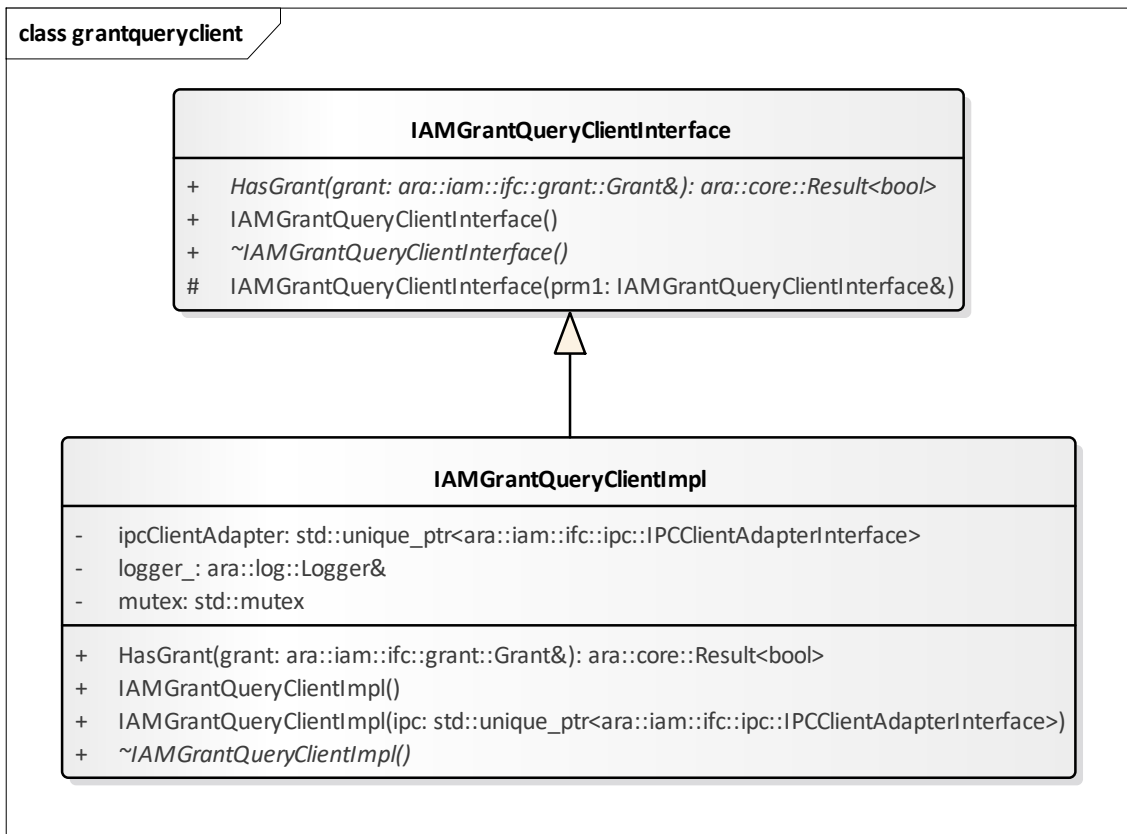 class grantqueryclient
IAMGrantQueryClientInterface
+ HasGrant(grant: ara::iam::ifc::grant::Grant&): ara::core::Result<bool>
+ IAMGrantQueryClientInterface()
+ ~IAMGrantQueryClientInterface()
# IAMGrantQueryClientInterface(prm1: IAMGrantQueryClientInterface&)
IAMGrantQueryClientImpl
- ipcClientAdapter: std::unique_ptr<ara::iam::ifc::ipc::IPCClientAdapterInterface>
- logger_: ara::log::Logger&
- mutex: std::mutex
+ HasGrant(grant: ara::iam::ifc::grant::Grant&): ara::core::Result<bool>
+ IAMGrantQueryClientImpl()
+ IAMGrantQueryClientImpl(ipc: std::unique_ptr<ara::iam::ifc::ipc::IPCClientAdapterInterface>)
+ ~IAMGrantQueryClientImpl()